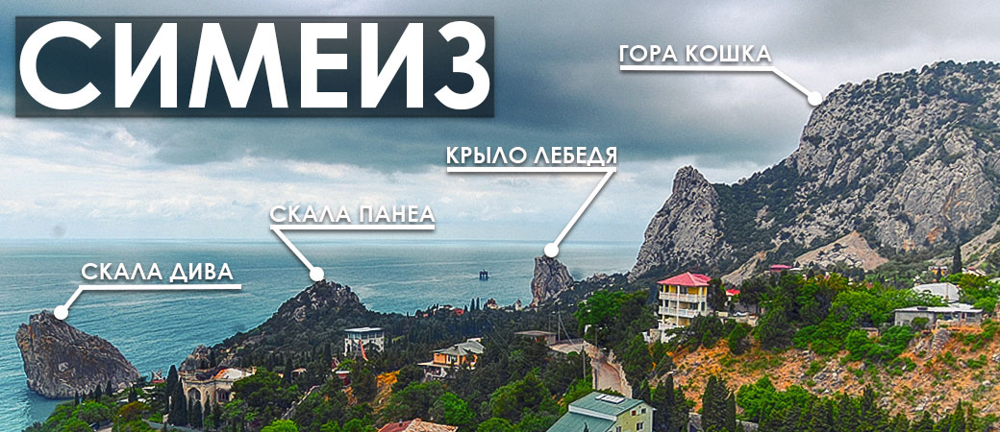 СИМЕИЗ
ГОРА КОШКА
КРЫЛО ЛЕБЕДЯ
СКАЛА ПАНЕА
СКАЛА ДИВА